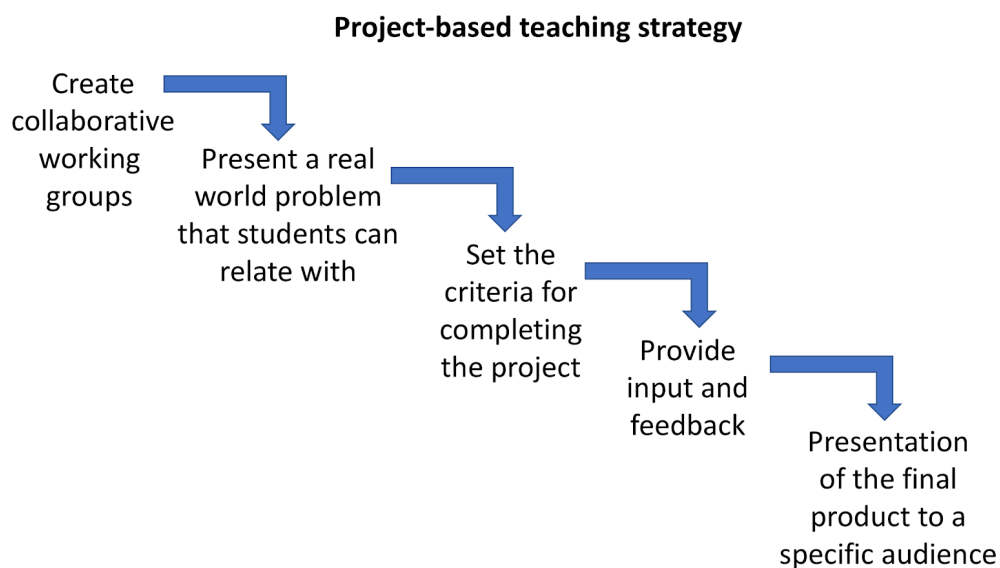 Project-based teaching strategy
Create
collaborative
working
groups
Present a real
world problem
that students can
relate with
Set the
criteria for
completing
the project
Provide
input and
feedback
Presentation
of the final
product to a
specific audience